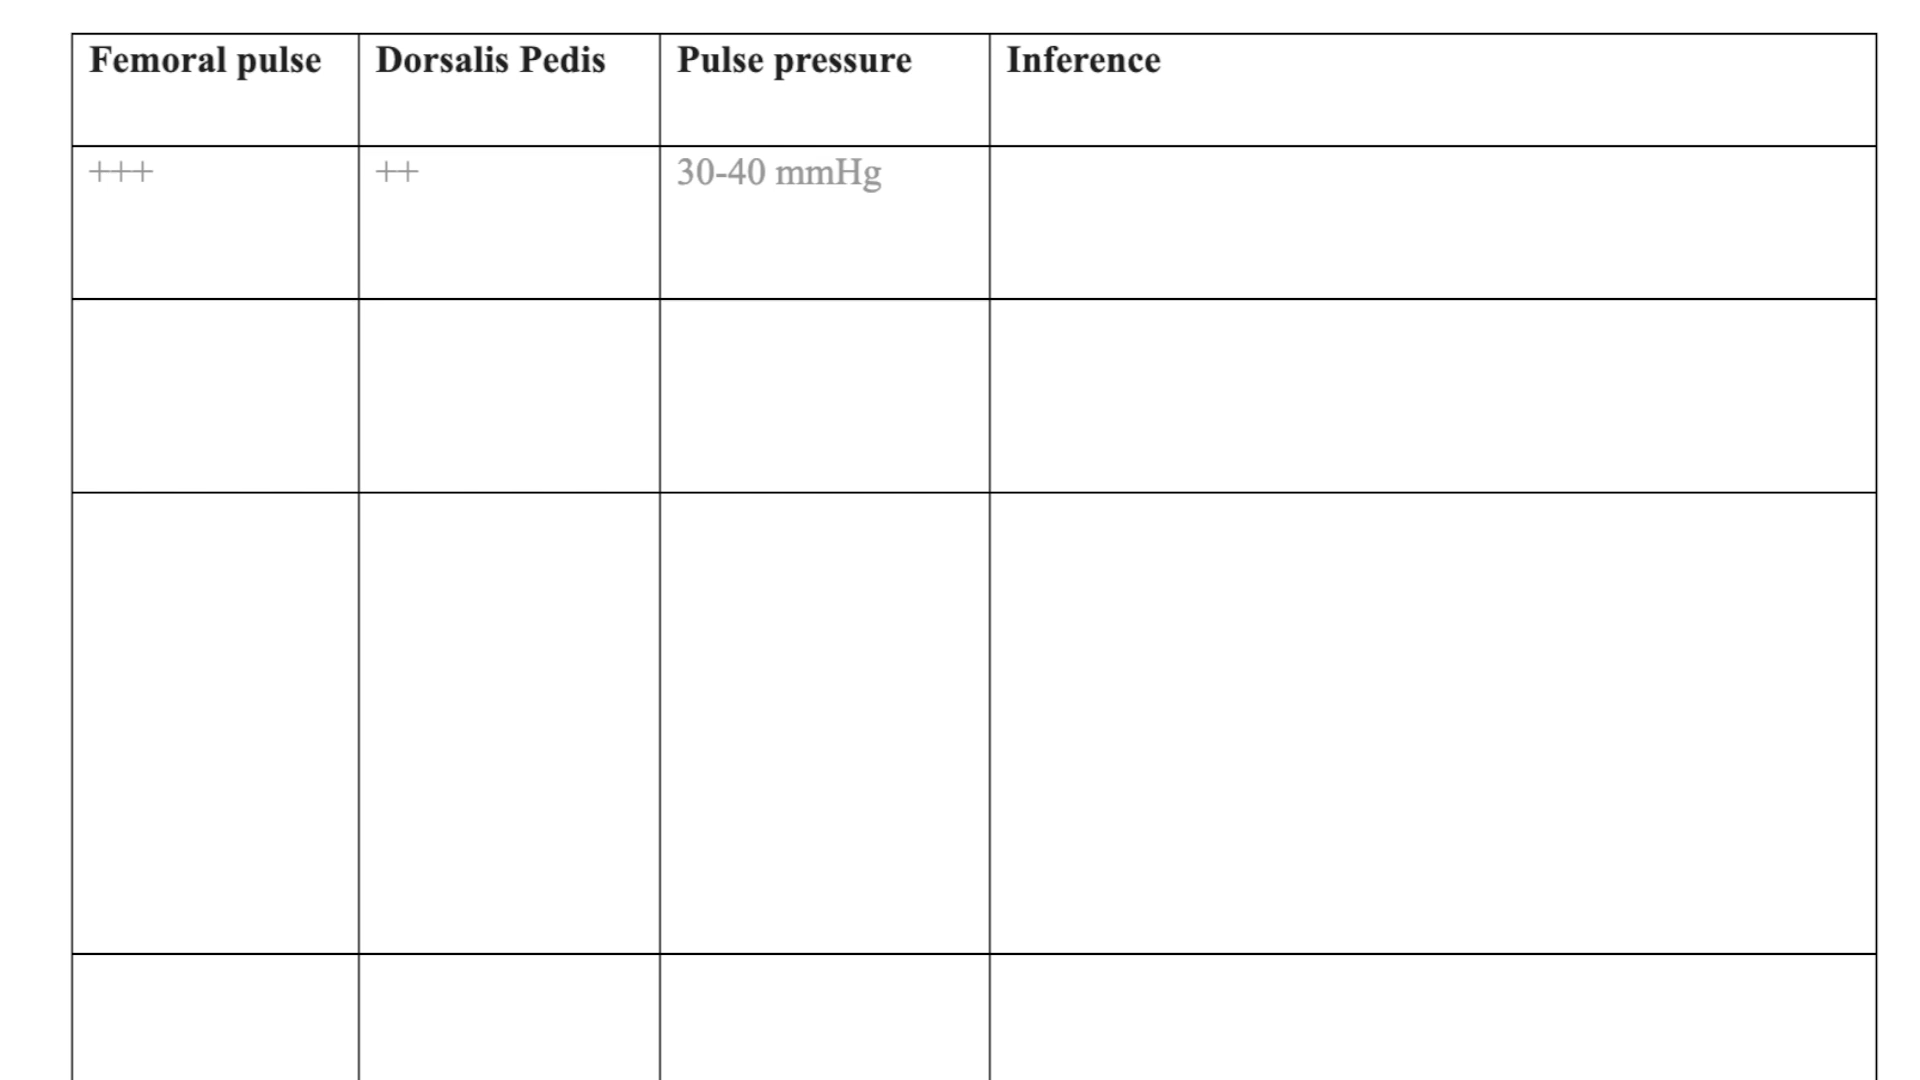 Femoral pulse Dorsalis Pedis Pulse pressure Inference
+++ ++ 30-40 mmHg